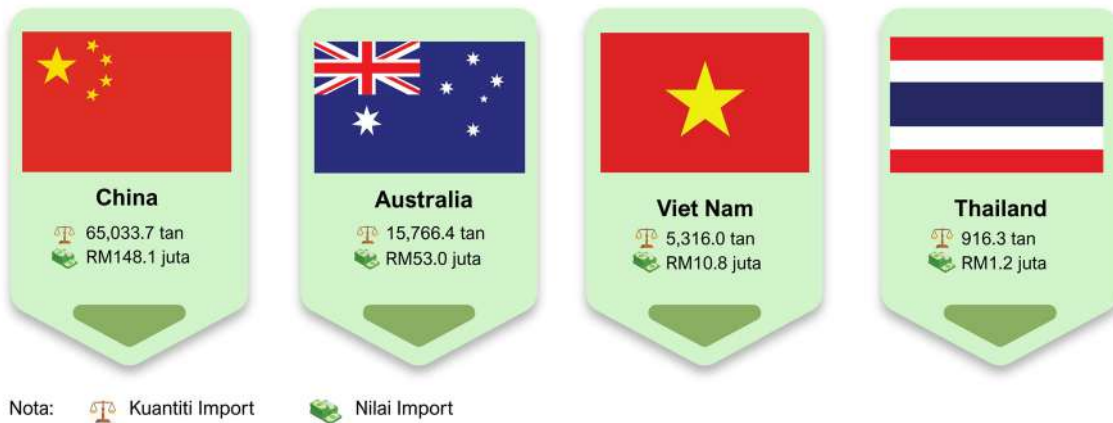 China
65,033.7 tan
RM148.1 juta
Australia
15,766.4 tan
RM53.0 juta
Viet Nam
5,316.0 tan
RM10.8 juta
Thailand
916.3 tan
RM1.2 juta
Nota: Kuantiti Import Nilai Import